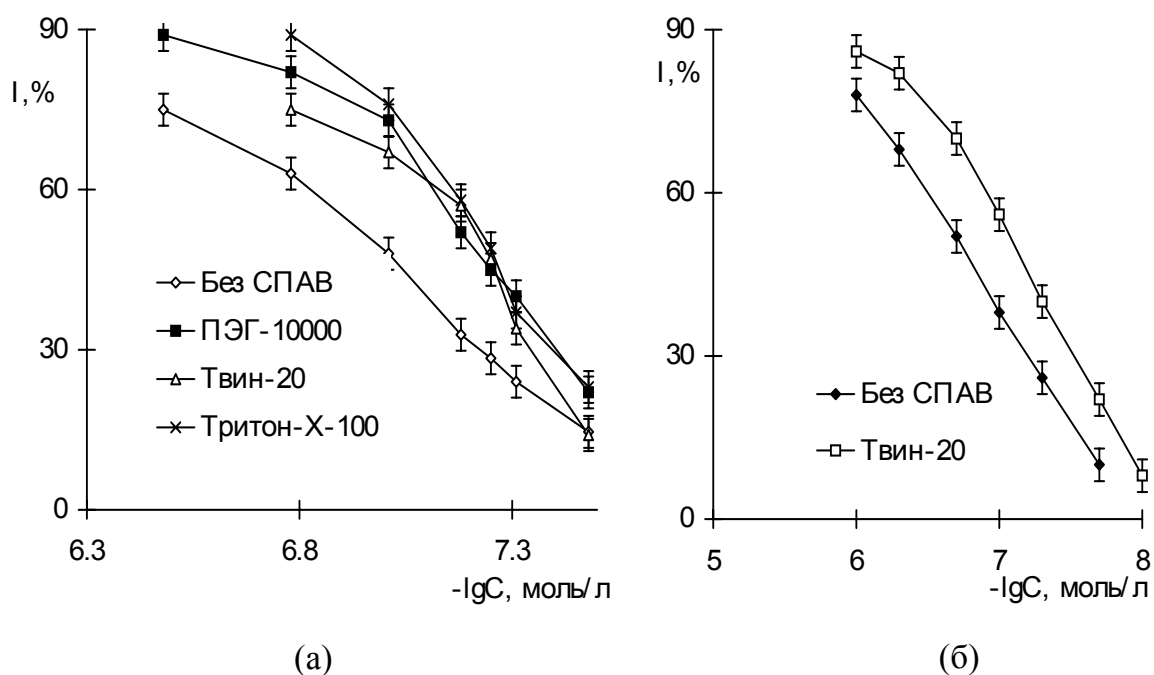 90
I,%
60
30
0
6.3
6.8
7.3
-lgC, моль/л
Без СПАВ
ПЭГ-10000
Твин-20
Тритон-Х-100
(а)
90
I,%
60
30
0
5
6
7
8
-lgC, моль/л
Без СПАВ
Твин-20
(б)